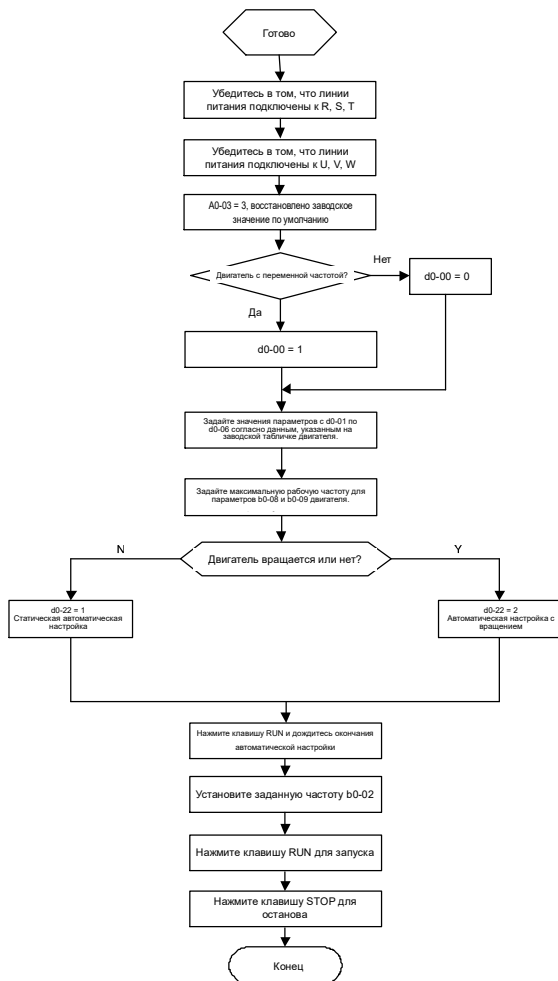 Готово
Убедитесь в том, что линии
питания подключены к R, S, T
Убедитесь в том, что линии
питания подключены к U, V, W
A0-03 = 3, восстановлено заводское
значение по умолчанию
Двигатель с переменной частотой?
Нет
d0-00 = 0
Да
d0-00 = 1
Задайте значения параметров с d0-01 по
d0-06 согласно данным, указанным на
заводской табличке двигателя.
Задайте максимальную рабочую частоту для
параметров b0-08 и b0-09 двигателя.
.
N
Двигатель вращается или нет?
Y
d0-22 = 1
Статическая автоматическая
настройка
d0-22 = 2
Автоматическая настройка с
вращением
Нажмите клавишу RUN и дождитесь окончания
автоматической настройки
Установите заданную частоту b0-02
Нажмите клавишу RUN для запуска
Нажмите клавишу STOP для
останова
Конец